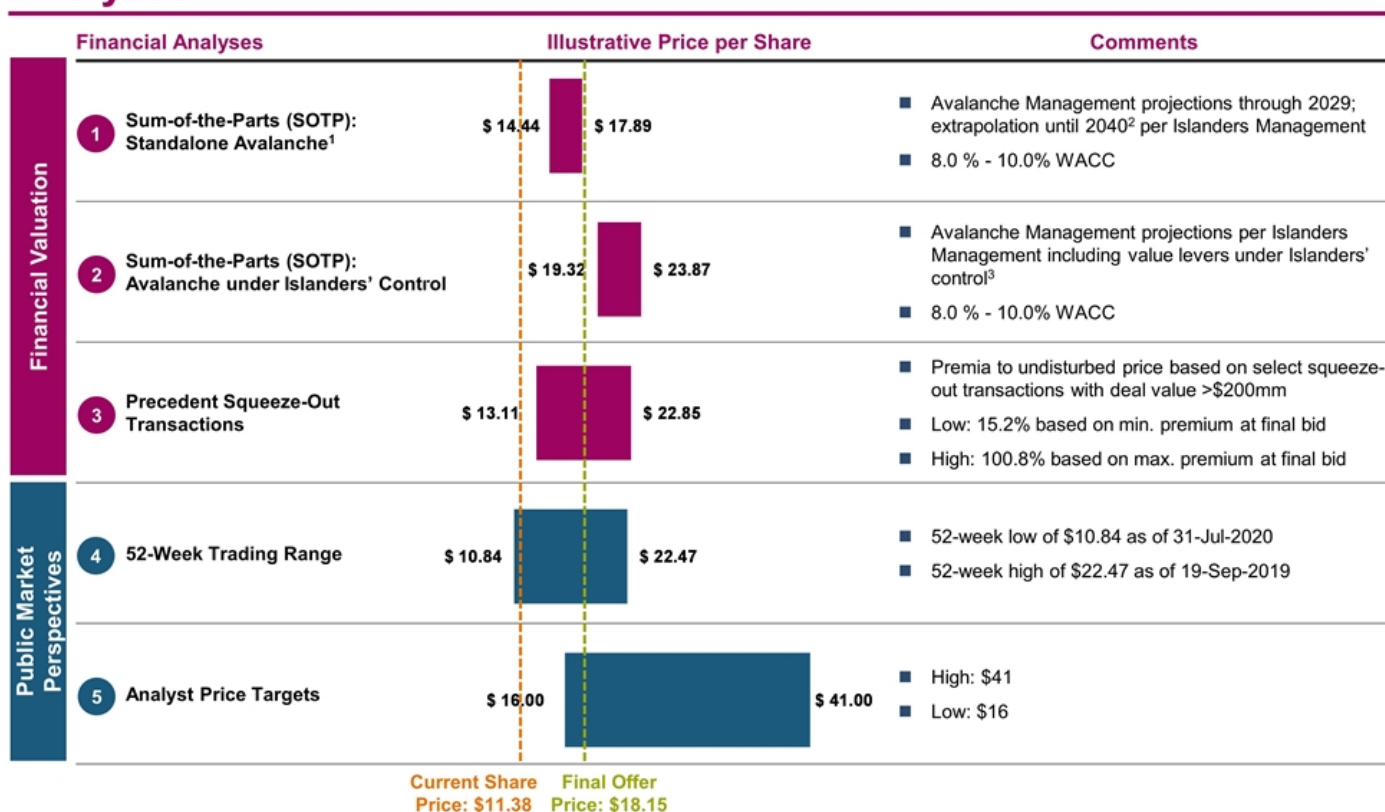 Financial Analyses
Illustrative Price per Share
Comments
Financial Valuation
1
Sum-of-the-Parts (SOTP):
Standalone Avalanche¹
$ 14.44
$ 17.89
■ Avalanche Management projections through 2029;
extrapolation until 2040² per Islanders Management
■ 8.0 % - 10.0% WACC
2
Sum-of-the-Parts (SOTP):
Avalanche under Islanders’ Control
$ 19.32
$ 23.87
■ Avalanche Management projections per Islanders
Management including value levers under Islanders’
control³
■ 8.0 % - 10.0% WACC
3
Precedent Squeeze-Out
Transactions
$ 13.11
$ 22.85
■ Premia to undisturbed price based on select squeeze-
out transactions with deal value >$200mm
■ Low: 15.2% based on min. premium at final bid
■ High: 100.8% based on max. premium at final bid
Public Market
Perspectives
4
52-Week Trading Range
$ 10.84
$ 22.47
■ 52-week low of $10.84 as of 31-Jul-2020
■ 52-week high of $22.47 as of 19-Sep-2019
5
Analyst Price Targets
$ 16.00
$ 41.00
■ High: $41
■ Low: $16
Current Share
Price: $11.38
Final Offer
Price: $18.15